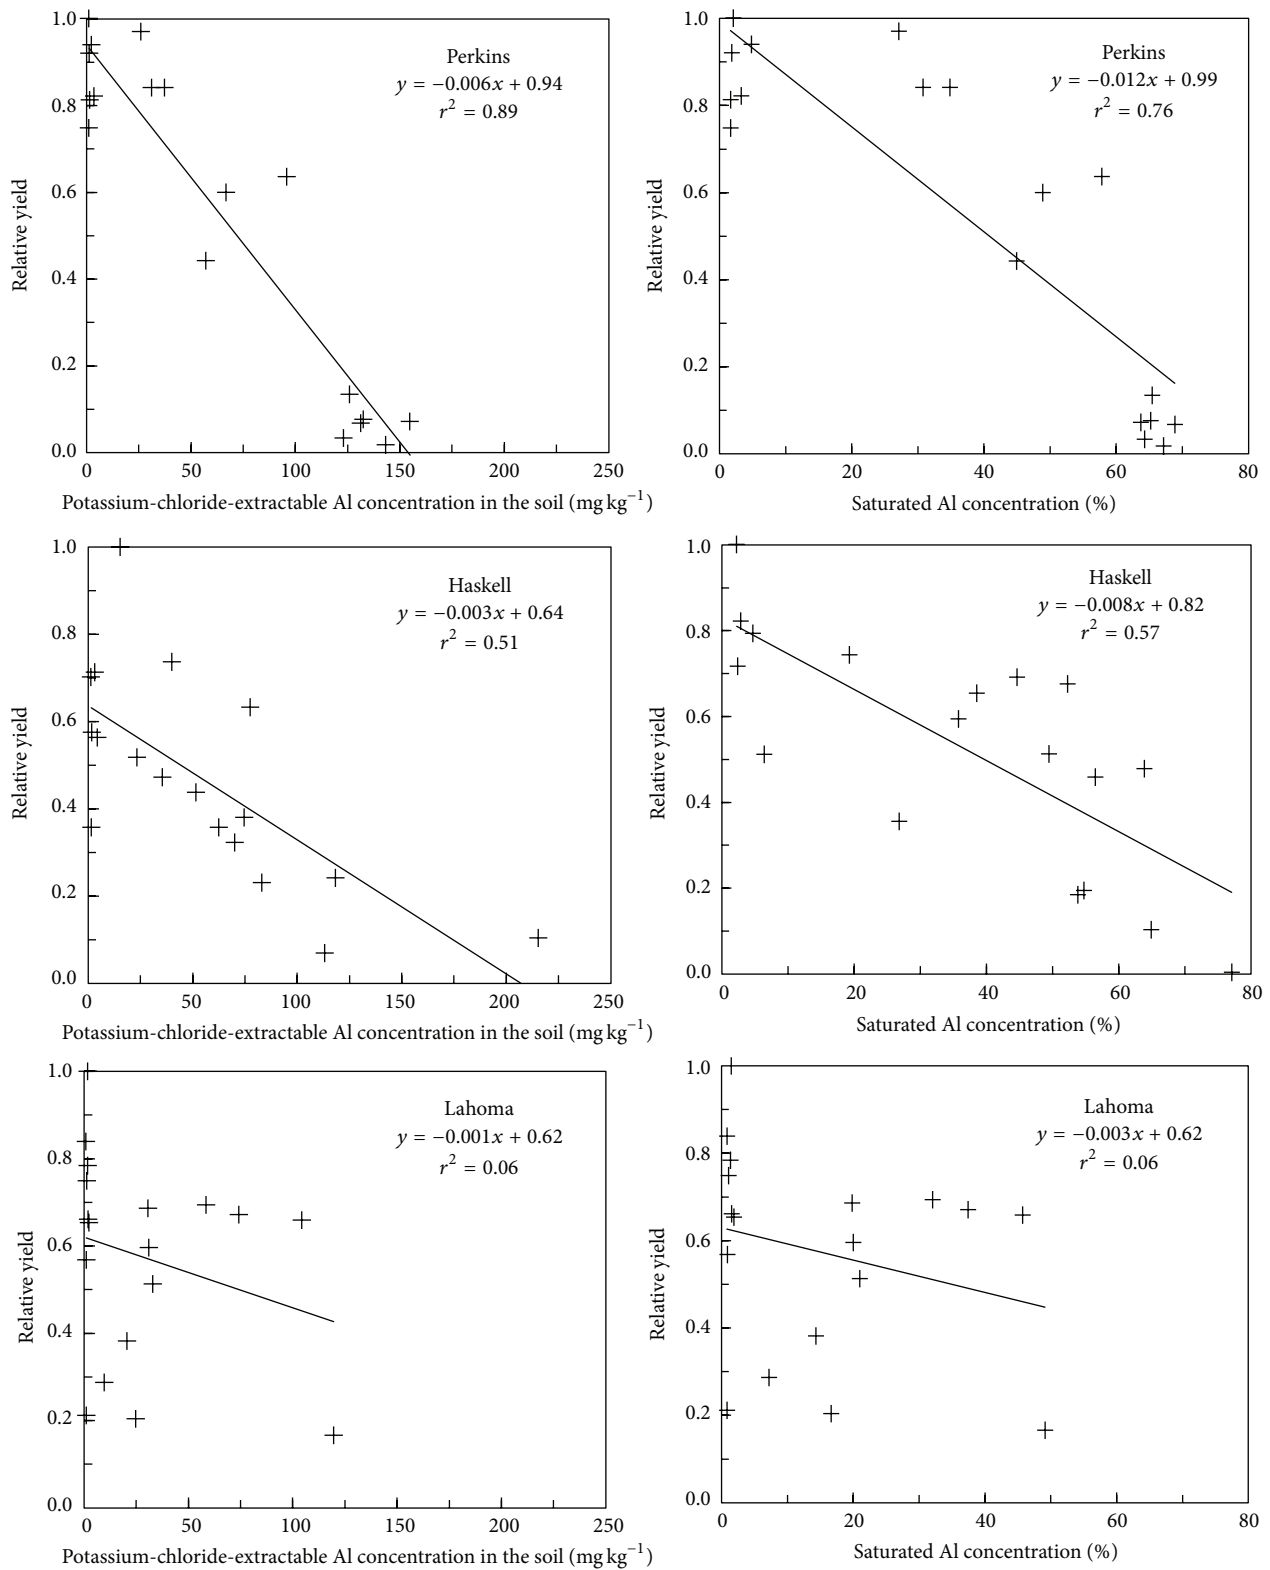 Perkins
y = −0.006x + 0.94
r² = 0.89
Relative yield
1.0
0.8
0.6
0.4
0.2
0.0
0 50 100 150 200 250
Potassium-chloride-extractable Al concentration in the soil (mg kg⁻¹)
Perkins
y = −0.012x + 0.99
r² = 0.76
Relative yield
1.0
0.8
0.6
0.4
0.2
0.0
0 20 40 60 80
Saturated Al concentration (%)
Haskell
y = −0.003x + 0.64
r² = 0.51
Relative yield
1.0
0.8
0.6
0.4
0.2
0.0
0 50 100 150 200 250
Potassium-chloride-extractable Al concentration in the soil (mg kg⁻¹)
Haskell
y = −0.008x + 0.82
r² = 0.57
Relative yield
1.0
0.8
0.6
0.4
0.2
0.0
0 20 40 60 80
Saturated Al concentration (%)
Lahoma
y = −0.001x + 0.62
r² = 0.06
Relative yield
1.0
0.8
0.6
0.4
0.2
0.0
0 50 100 150 200 250
Potassium-chloride-extractable Al concentration in the soil (mg kg⁻¹)
Lahoma
y = −0.003x + 0.62
r² = 0.06
Relative yield
1.0
0.8
0.6
0.4
0.2
0.0
0 20 40 60 80
Saturated Al concentration (%)